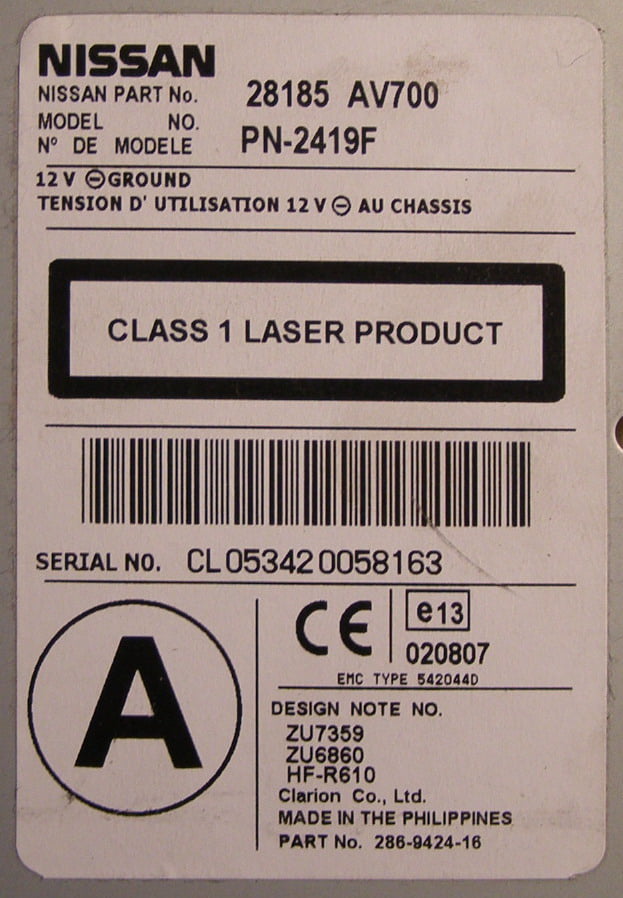 NISSAN
NISSAN PART No. 28185 AV700
MODEL NO.
Nº DE MODELE PN-2419F
12 V ⊖ GROUND
TENSION D' UTILISATION 12 V ⊖ AU CHASSIS
CLASS 1 LASER PRODUCT
SERIAL NO. CL053420058163
A
CE
e13
020807
EMC TYPE 542044D
DESIGN NOTE NO.
ZU7359
ZU6860
HF-R610
Clarion Co., Ltd.
MADE IN THE PHILIPPINES
PART No. 286-9424-16